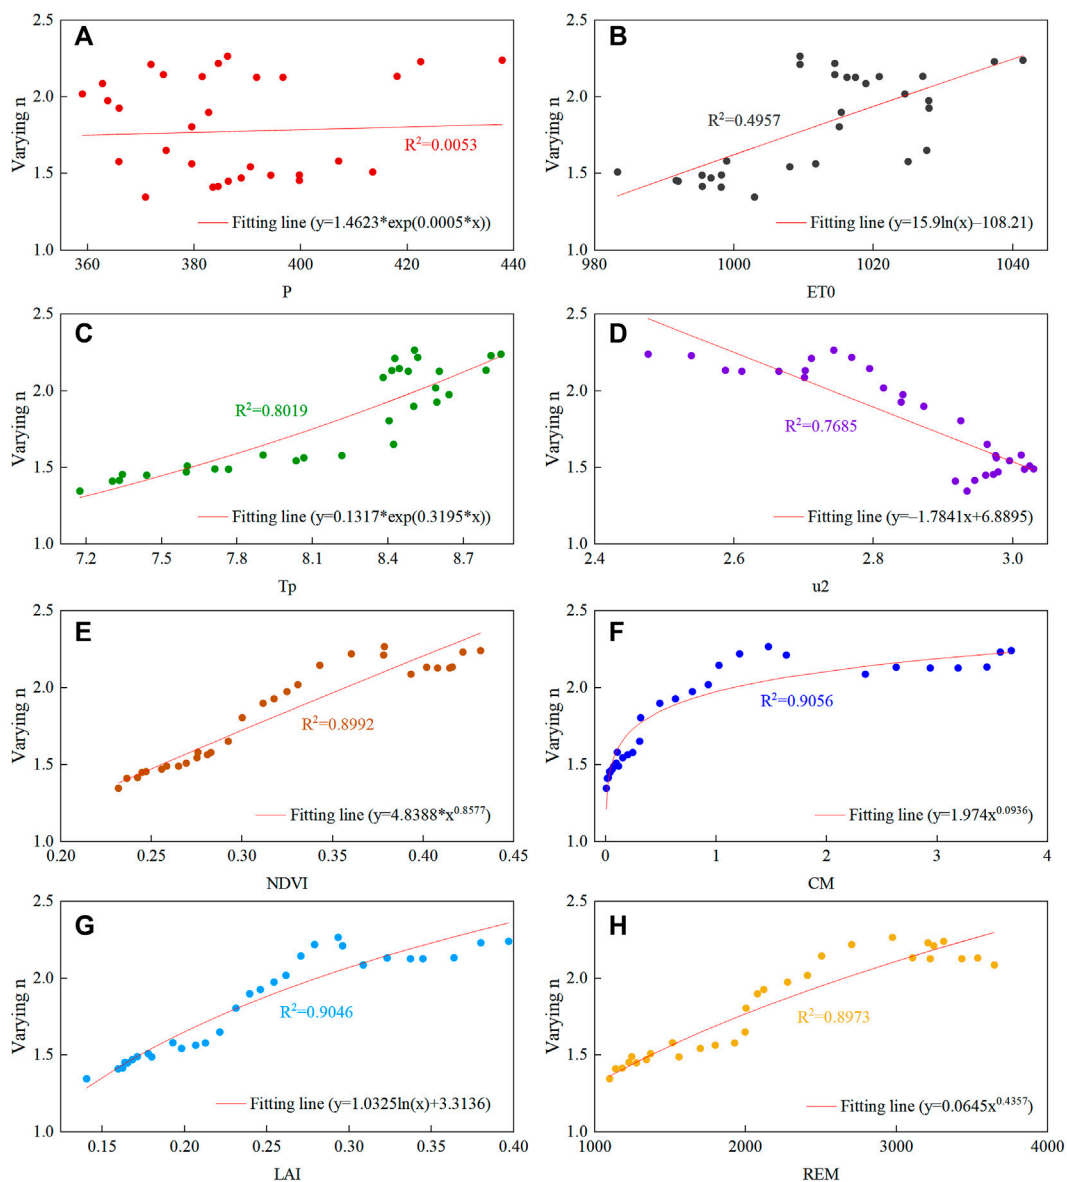 A
Varying n
2.5
2.0
1.5
1.0
R²=0.0053
Fitting line (y=1.4623*exp(0.0005*x))
360 380 400 420 440
P
B
Varying n
2.5
2.0
1.5
1.0
R²=0.4957
Fitting line (y=15.9ln(x)–108.21)
980 1000 1020 1040
ET0
C
Varying n
2.5
2.0
1.5
1.0
R²=0.8019
Fitting line (y=0.1317*exp(0.3195*x))
7.2 7.5 7.8 8.1 8.4 8.7
Tp
D
Varying n
2.5
2.0
1.5
1.0
R²=0.7685
Fitting line (y=–1.7841x+6.8895)
2.4 2.6 2.8 3.0
u2
E
Varying n
2.5
2.0
1.5
1.0
R²=0.8992
Fitting line (y=4.8388*x^0.8577)
0.20 0.25 0.30 0.35 0.40 0.45
NDVI
F
Varying n
2.5
2.0
1.5
1.0
R²=0.9056
Fitting line (y=1.974x^0.0936)
0 1 2 3 4
CM
G
Varying n
2.5
2.0
1.5
1.0
R²=0.9046
Fitting line (y=1.0325ln(x)+3.3136)
0.15 0.20 0.25 0.30 0.35 0.40
LAI
H
Varying n
2.5
2.0
1.5
1.0
R²=0.8973
Fitting line (y=0.0645x^0.4357)
1000 2000 3000 4000
REM